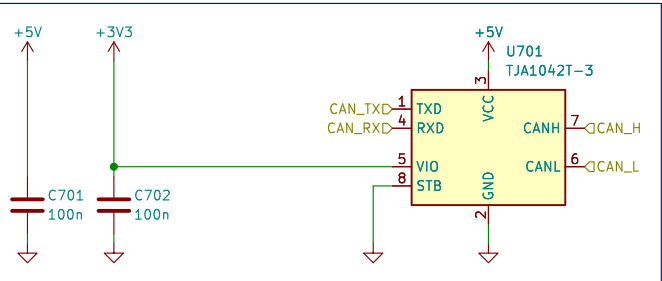 +5V
+3V3
+5V
U701
TJA1042T-3
3
VCC
CAN_TX
1
TXD
CAN_RX
4
RXD
CANH
7
CAN_H
5
VIO
CANL
6
CAN_L
8
STB
GND
2
C701
100n
C702
100n